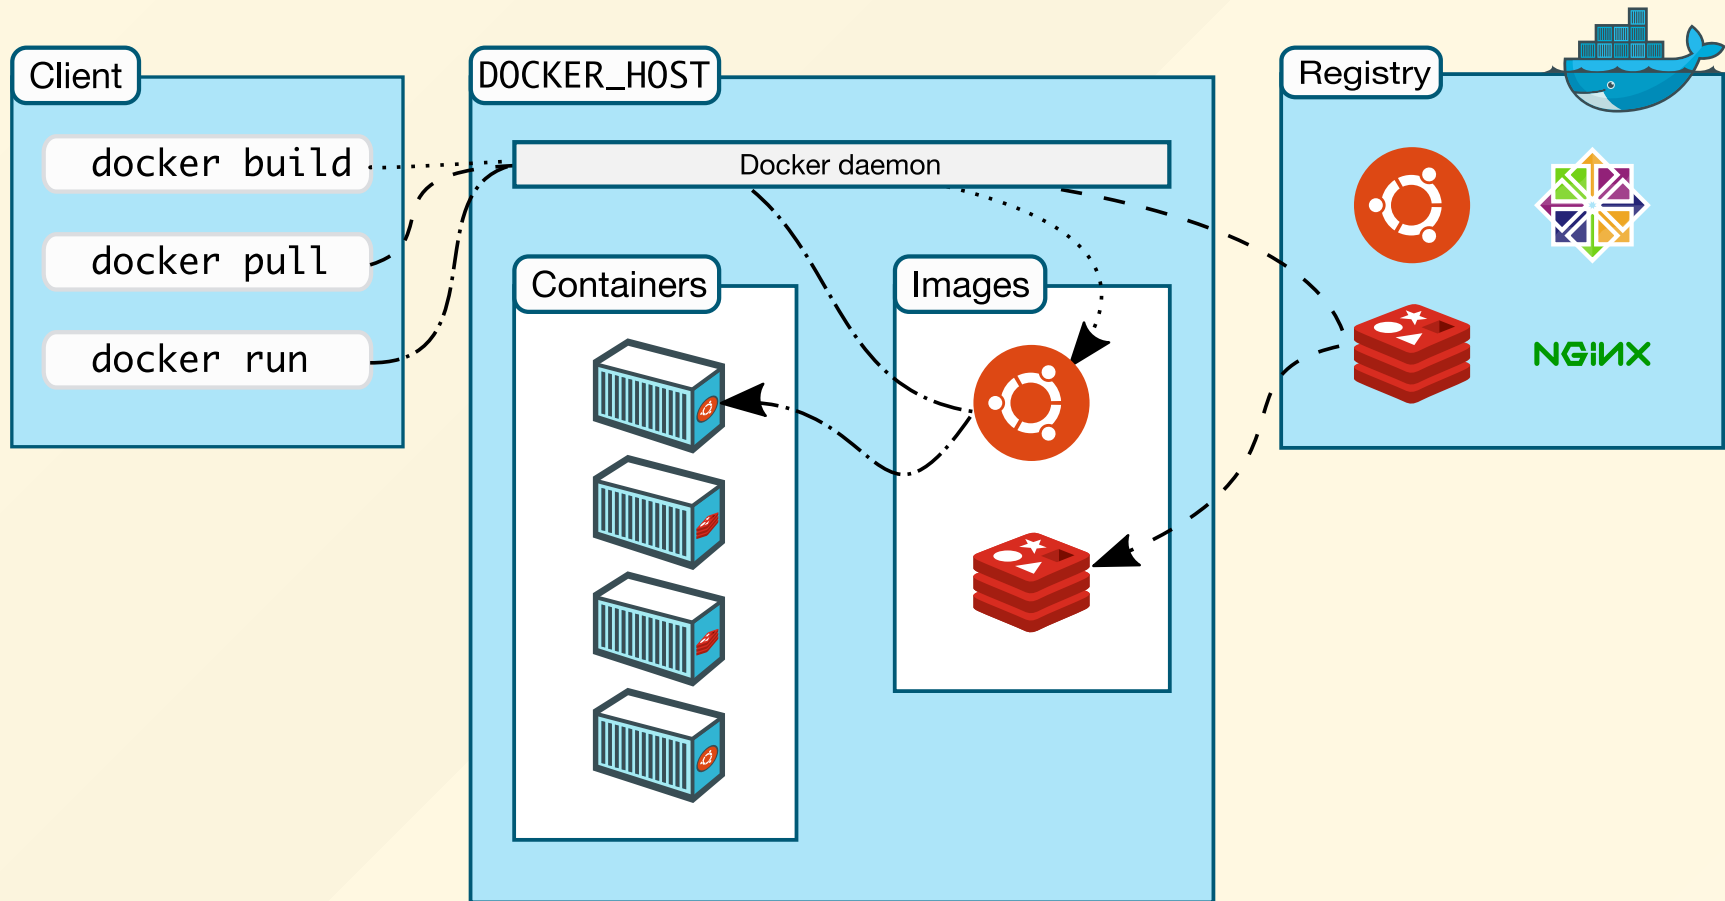 Client
docker build
docker pull
docker run
DOCKER_HOST
Docker daemon
Containers
Images
Registry
NGINX